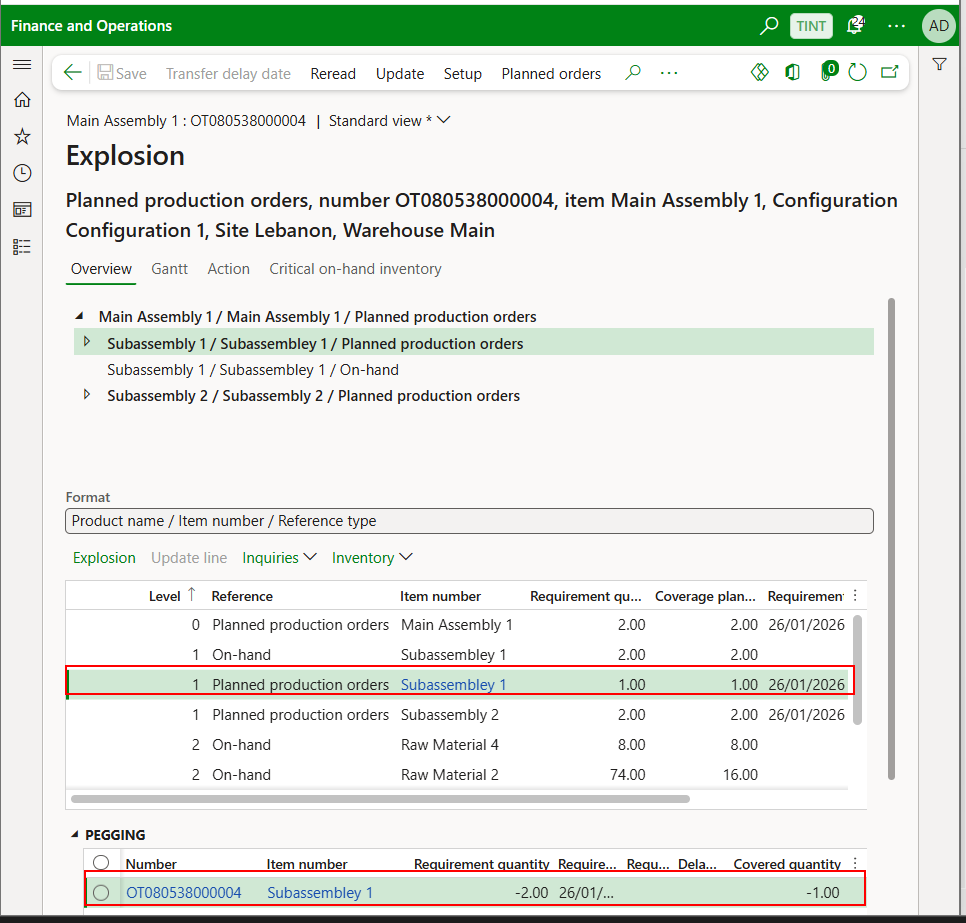 Finance and Operations TINT 24 ... AD
Save Transfer delay date Reread Update Setup Planned orders ... 0
Main Assembly 1 : OT080538000004 | Standard view *
Explosion
Planned production orders, number OT080538000004, item Main Assembly 1, Configuration
Configuration 1, Site Lebanon, Warehouse Main
Overview Gantt Action Critical on-hand inventory
Main Assembly 1 / Main Assembly 1 / Planned production orders
Subassembly 1 / Subassembley 1 / Planned production orders
Subassembly 1 / Subassembley 1 / On-hand
Subassembly 2 / Subassembly 2 / Planned production orders
Format
Product name / Item number / Reference type
Explosion Update line Inquiries Inventory
Level ↑ Reference Item number Requirement qu... Coverage plan... Requirement
0 Planned production orders Main Assembly 1 2.00 2.00 26/01/2026
1 On-hand Subassembley 1 2.00 2.00
1 Planned production orders Subassembley 1 1.00 1.00 26/01/2026
1 Planned production orders Subassembly 2 2.00 2.00 26/01/2026
2 On-hand Raw Material 4 8.00 8.00
2 On-hand Raw Material 2 74.00 16.00
PEGGING
Number Item number Requirement quantity Require... Requ... Dela... Covered quantity
OT080538000004 Subassembley 1 -2.00 26/01/... -1.00